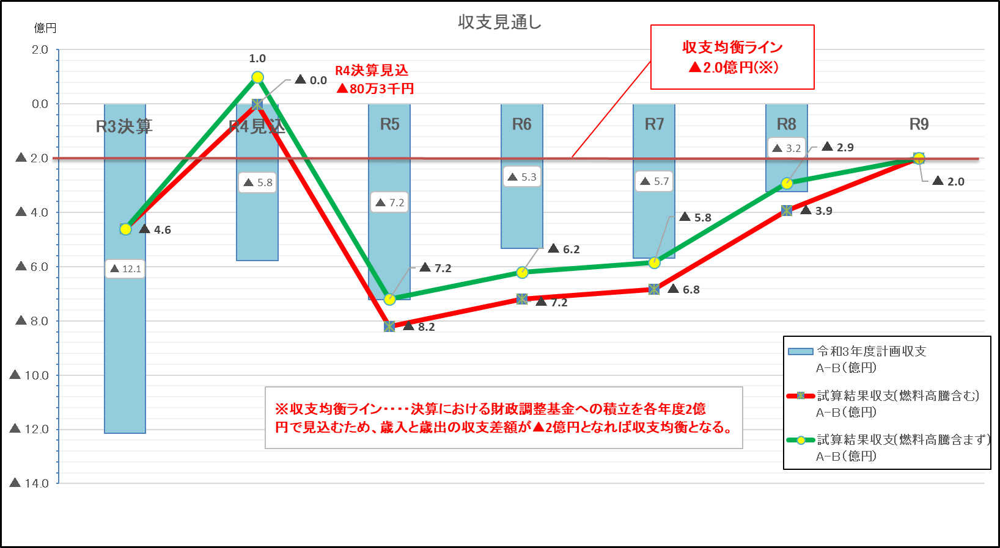 収支見通し
億円
収支均衡ライン
▲2.0億円(※)
2.0
0.0
▲ 2.0
▲ 4.0
▲ 6.0
▲ 8.0
▲ 10.0
▲ 12.0
▲ 14.0
1.0
▲ 0.0
R4決算見込
▲80万3千円
R3決算
R4見込
R5
R6
R7
R8
R9
▲ 12.1
▲ 5.8
▲ 7.2
▲ 5.3
▲ 5.7
▲ 3.2
▲ 4.6
▲ 7.2
▲ 6.2
▲ 5.8
▲ 2.9
▲ 2.0
▲ 8.2
▲ 7.2
▲ 6.8
▲ 3.9
※収支均衡ライン････決算における財政調整基金への積立を各年度2億
円で見込むため、歳入と歳出の収支差額が▲2億円となれば収支均衡となる。
令和3年度計画収支
A-B(億円)
試算結果収支(燃料高騰含む)
A-B(億円)
試算結果収支(燃料高騰含まず)
A-B(億円)